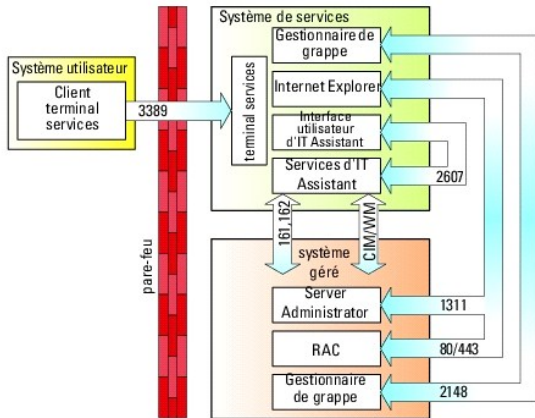 Système de services
Gestionnaire de
grappe
Système utilisateur
Client
terminal
services
3389
terminal services
Internet Explorer
Interface
utilisateur
d'IT Assistant
Services d'IT
Assistant
2607
161,162
CIM/WM
pare-feu
système
géré
Server
Administrator
1311
RAC
80/443
Gestionnaire
de grappe
2148